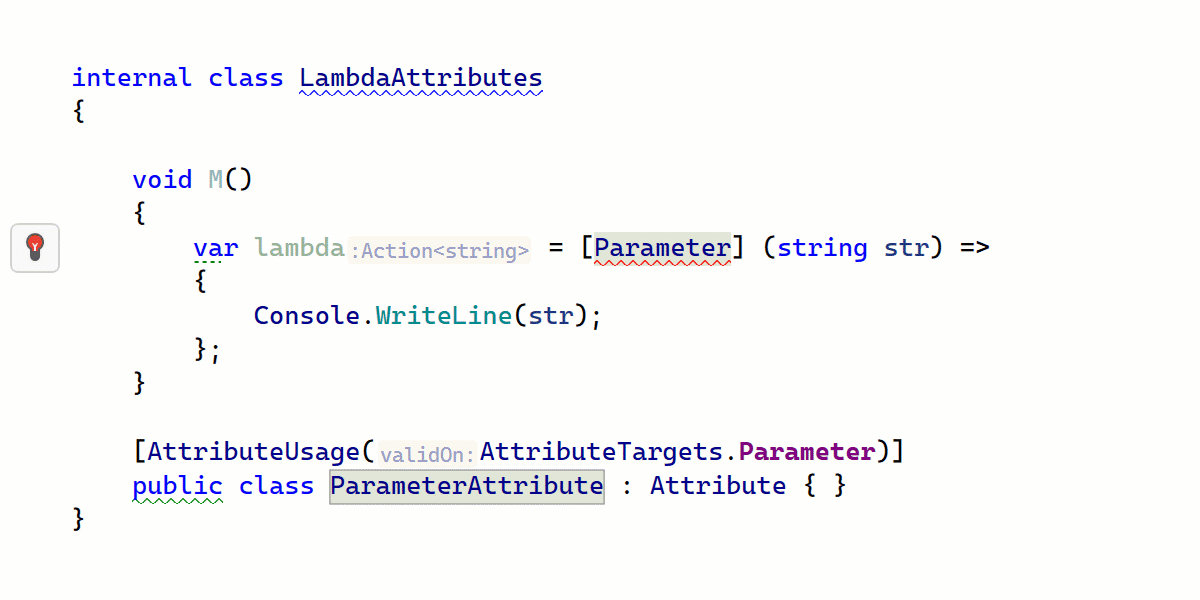 internal class LambdaAttributes
{
void M()
{
var lambda :Action<string> = [Parameter] (string str) =>
{
Console.WriteLine(str);
};
}
[AttributeUsage( validOn: AttributeTargets.Parameter)]
public class ParameterAttribute : Attribute { }
}